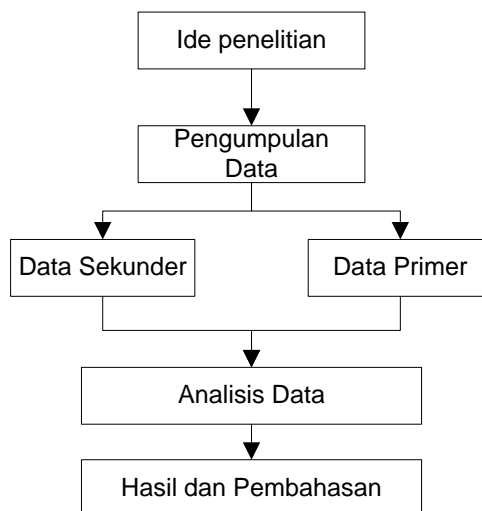 Ide penelitian
Pengumpulan
Data
Data Sekunder
Data Primer
Analisis Data
Hasil dan Pembahasan